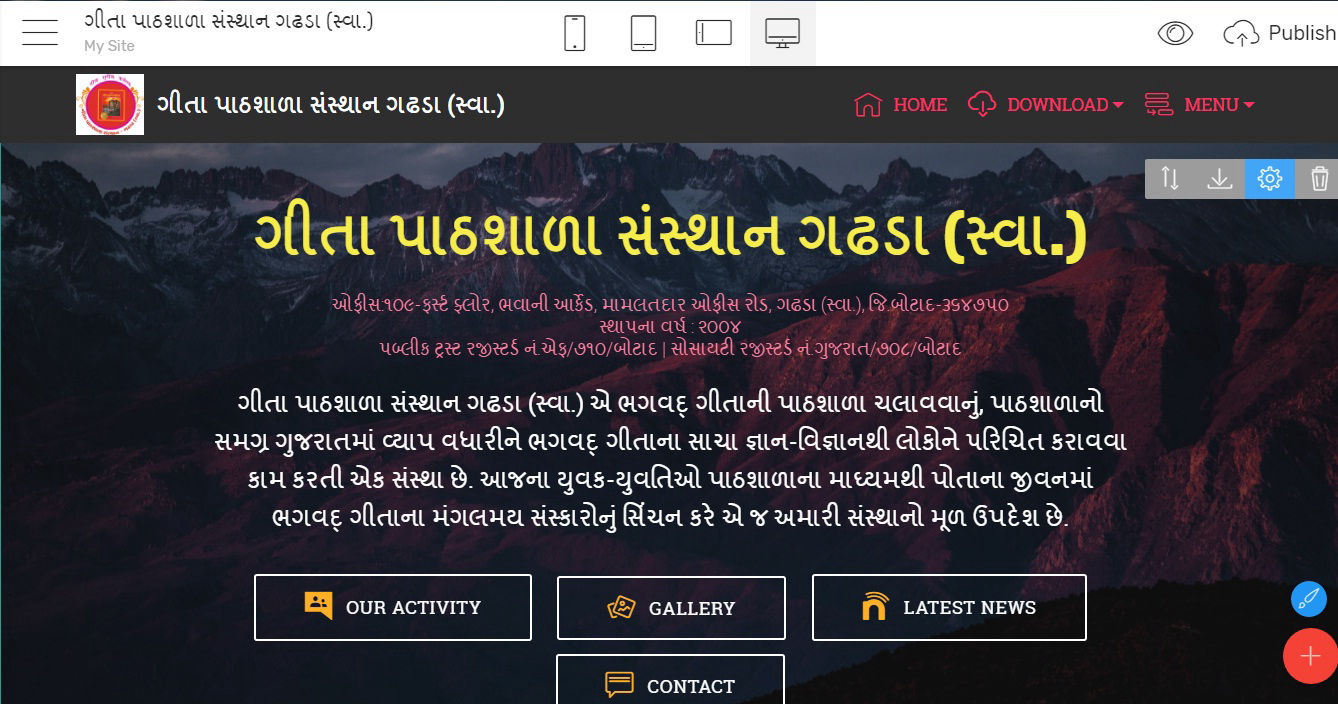 ગીતા પાઠશાળા સંસ્થાન ગઢડા (સ્વા.)
My Site
Publish
ગીતા પાઠશાળા સંસ્થાન ગઢડા (સ્વા.)
HOME
DOWNLOAD
MENU
ગીતા પાઠશાળા સંસ્થાન ગઢડા (સ્વા.)
ઓફીસ.૧૦૯-ફર્સ્ટ ફ્લોર, ભવાની આર્કેડ, મામલતદાર ઓફીસ રોડ, ગઢડા (સ્વા.), જિ.બોટાદ-૩૬૪૭૫૦
સ્થાપના વર્ષ : ૨૦૦૪
પબ્લીક ટ્રસ્ટ રજીસ્ટર્ડ નં.એફ/૭૧૦/બોટાદ | સોસાયટી રજીસ્ટર્ડ નં.ગુજરાત/૭૦૮/બોટાદ
ગીતા પાઠશાળા સંસ્થાન ગઢડા (સ્વા.) એ ભગવદ્ ગીતાની પાઠશાળા ચલાવવાનું, પાઠશાળાનો
સમગ્ર ગુજરાતમાં વ્યાપ વધારીને ભગવદ્ ગીતાના સાચા જ્ઞાન-વિજ્ઞાનથી લોકોને પરિચિત કરાવવા
કામ કરતી એક સંસ્થા છે. આજના યુવક-યુવતિઓ પાઠશાળાના માધ્યમથી પોતાના જીવનમાં
ભગવદ્ ગીતાના મંગલમય સંસ્કારોનું સિંચન કરે એ જ અમારી સંસ્થાનો મૂળ ઉપદેશ છે.
OUR ACTIVITY
GALLERY
LATEST NEWS
CONTACT